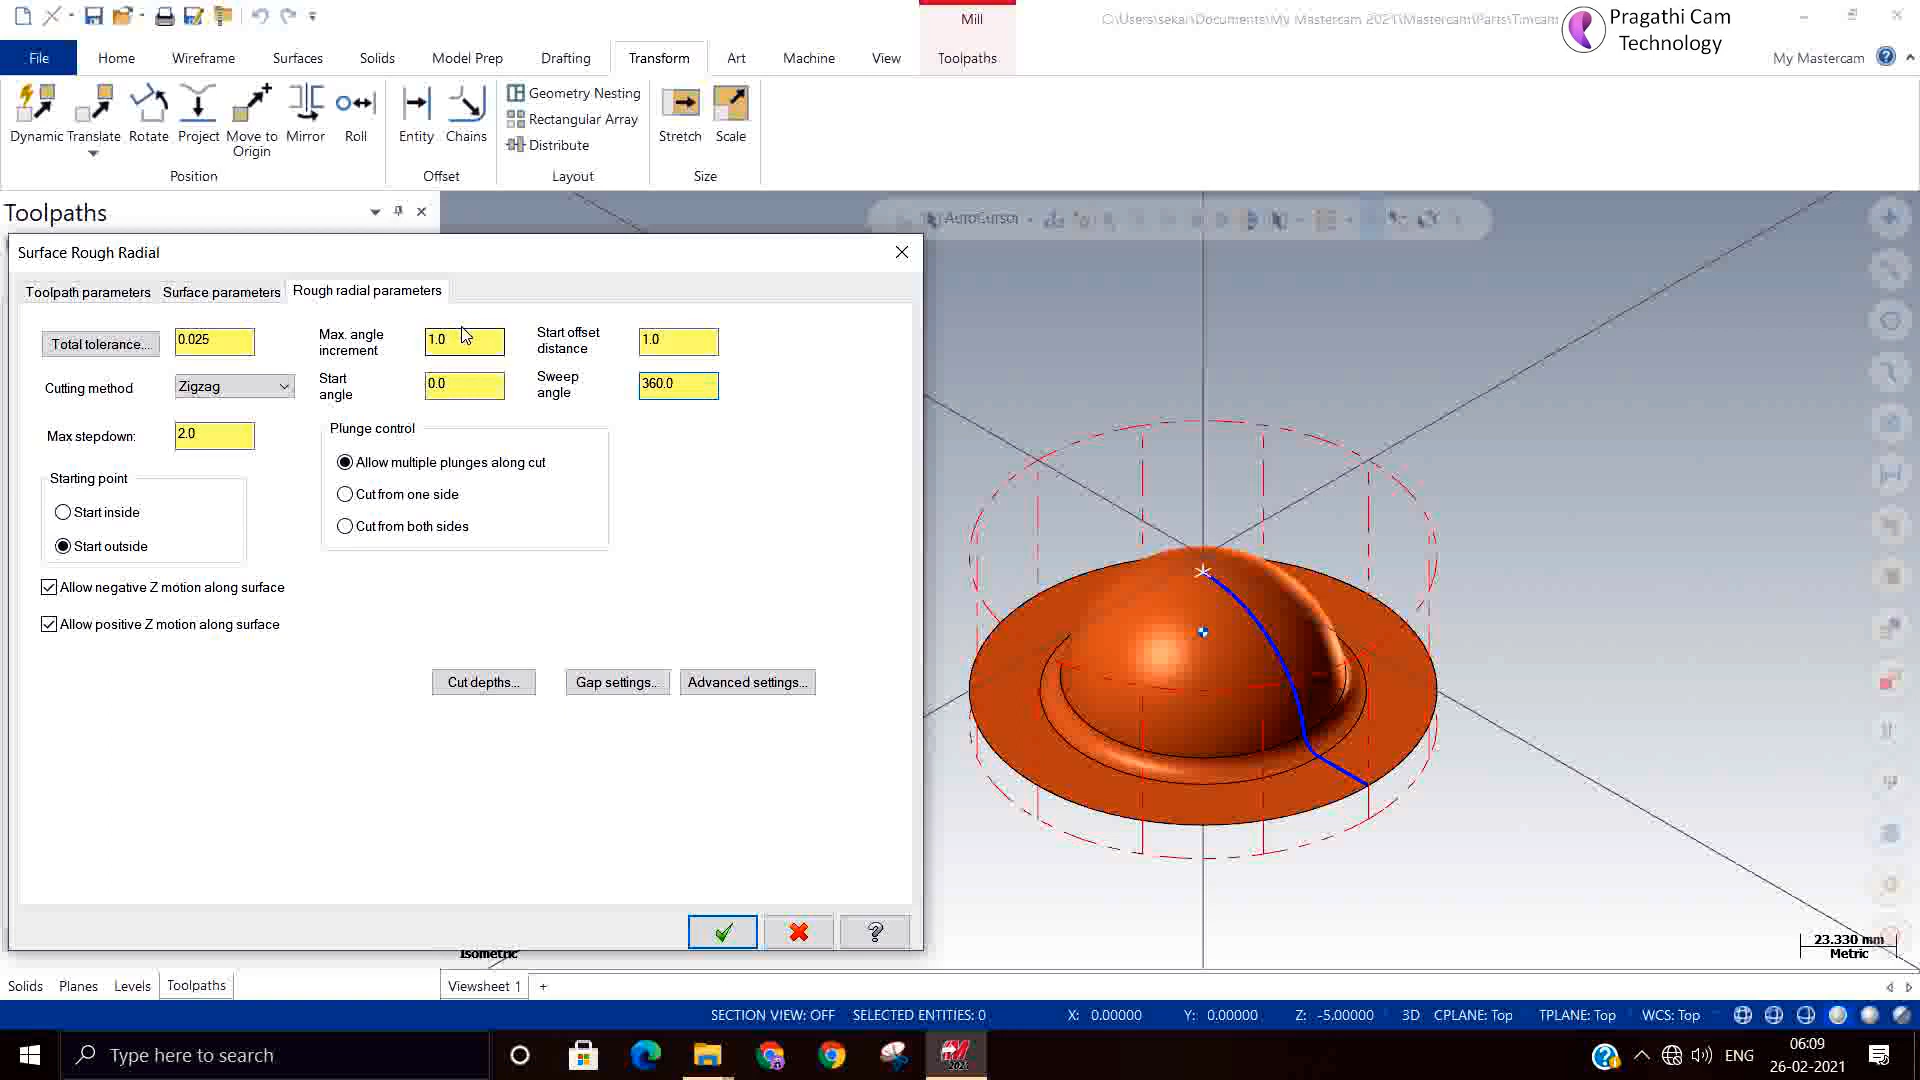 Mill
C:\Users\sekar\Documents\My Mastercam 2021\Mastercam\Parts\Timcam
Pragathi Cam
Technology
File
Home
Wireframe
Surfaces
Solids
Model Prep
Drafting
Transform
Art
Machine
View
Toolpaths
My Mastercam
Dynamic
Translate
Rotate
Project
Move to
Origin
Mirror
Roll
Entity
Chains
Geometry Nesting
Rectangular Array
Distribute
Stretch
Scale
Position
Offset
Layout
Size
Toolpaths
AutoCursor
Surface Rough Radial
Toolpath parameters
Surface parameters
Rough radial parameters
Total tolerance...
0.025
Max. angle
increment
1.0
Start offset
distance
1.0
Cutting method
Zigzag
Start
angle
0.0
Sweep
angle
360.0
Max stepdown:
2.0
Plunge control
Allow multiple plunges along cut
Cut from one side
Cut from both sides
Starting point
Start inside
Start outside
Allow negative Z motion along surface
Allow positive Z motion along surface
Cut depths...
Gap settings..
Advanced settings...
Isometric
23.330 mm
Metric
Solids
Planes
Levels
Toolpaths
Viewsheet 1
+
SECTION VIEW: OFF
SELECTED ENTITIES: 0
X: 0.00000
Y: 0.00000
Z: -5.00000
3D
CPLANE: Top
TPLANE: Top
WCS: Top
Type here to search
2021
ENG
06:09
26-02-2021